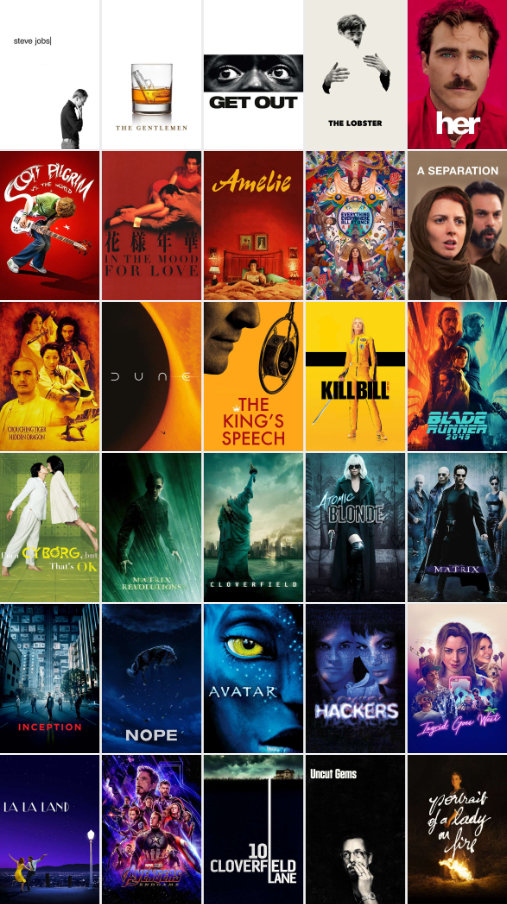 steve jobs
THE GENTLEMEN
GET OUT
THE LOBSTER
her
SCOTT PILGRIM
VS. THE WORLD
花樣年華
IN THE MOOD
FOR LOVE
Amelie
EVERYTHING
EVERYWHERE
ALL AT ONCE
A SEPARATION
CROUCHING TIGER
HIDDEN DRAGON
DUNE
THE
KING'S
SPEECH
KILL BILL
BLADE
RUNNER
2049
I'm a CYBORG, but
That's OK
MATRIX
REVOLUTIONS
CLOVERFIELD
ATOMIC
BLONDE
MATRIX
INCEPTION
NOPE
AVATAR
HACKERS
Ingrid Goes West
LA LA LAND
AVENGERS
ENDGAME
10
CLOVERFIELD
LANE
Uncut Gems
portrait
of a lady
on fire